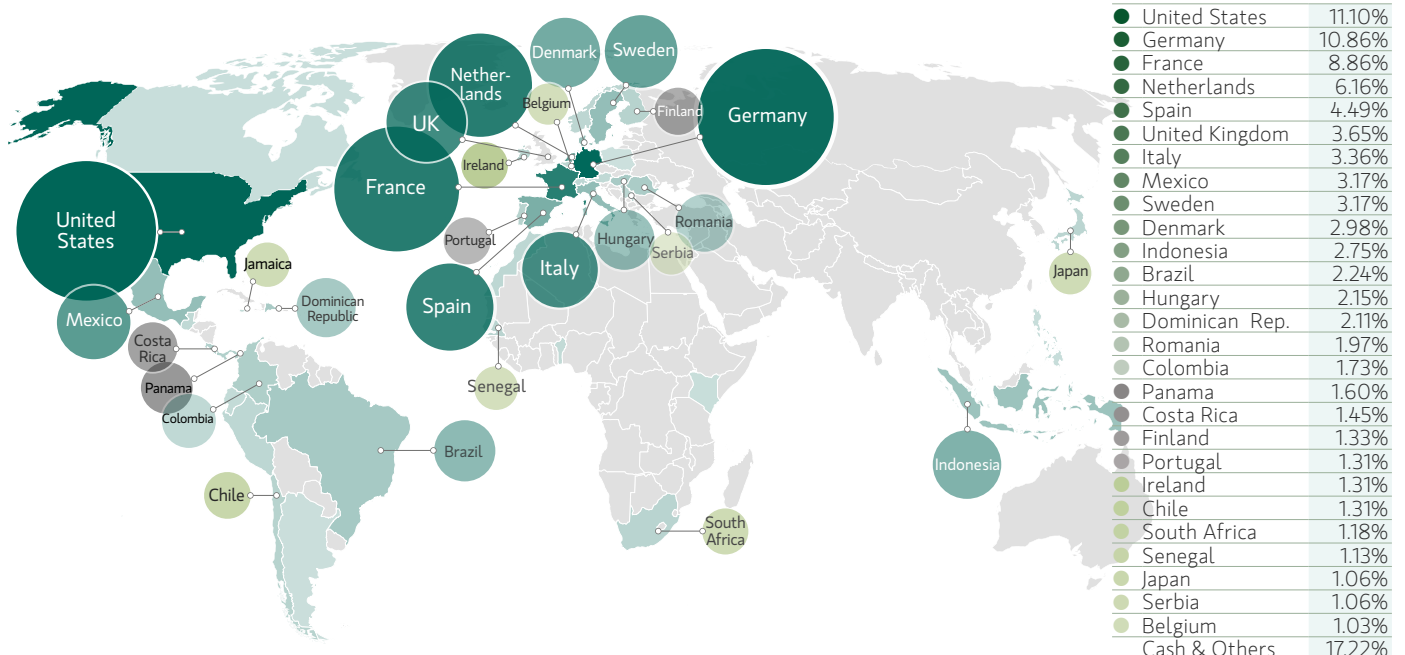 Denmark
Sweden
Nether-
lands
Belgium
Finland
Germany
UK
Ireland
France
United
States
Portugal
Hungary
Romania
Serbia
Italy
Spain
Jamaica
Japan
Mexico
Dominican
Republic
Costa
Rica
Panama
Colombia
Senegal
Brazil
Indonesia
Chile
South
Africa
United States 11.10%
Germany 10.86%
France 8.86%
Netherlands 6.16%
Spain 4.49%
United Kingdom 3.65%
Italy 3.36%
Mexico 3.17%
Sweden 3.17%
Denmark 2.98%
Indonesia 2.75%
Brazil 2.24%
Hungary 2.15%
Dominican Rep. 2.11%
Romania 1.97%
Colombia 1.73%
Panama 1.60%
Costa Rica 1.45%
Finland 1.33%
Portugal 1.31%
Ireland 1.31%
Chile 1.31%
South Africa 1.18%
Senegal 1.13%
Japan 1.06%
Serbia 1.06%
Belgium 1.03%
Cash & Others 17.22%